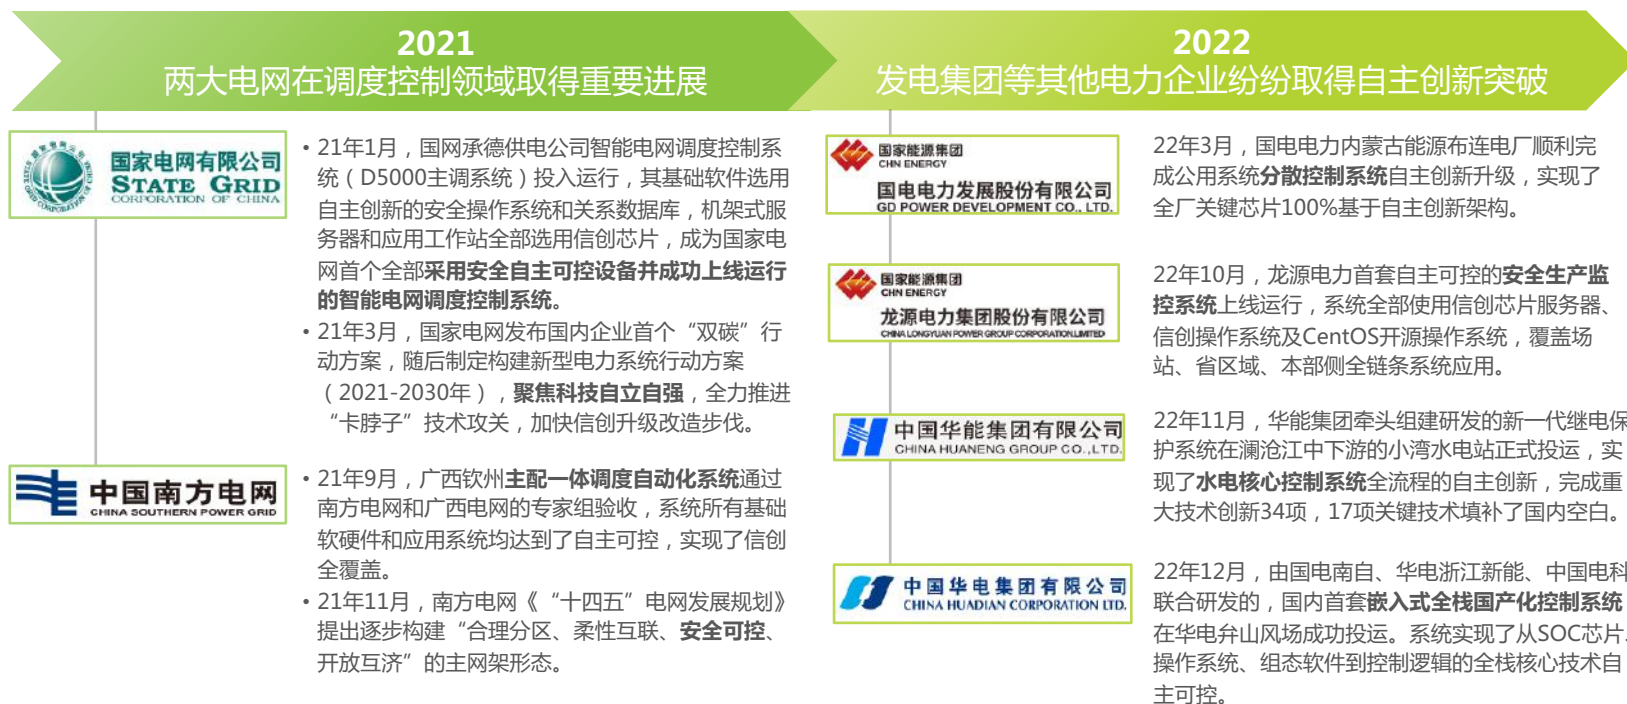 2021
两大电网在调度控制领域取得重要进展
国家电网有限公司
STATE GRID
CORPORATION OF CHINA
• 21年1月，国网承德供电公司智能电网调度控制系
统（D5000主调系统）投入运行，其基础软件选用
自主创新的安全操作系统和关系数据库，机架式服
务器和应用工作站全部选用信创芯片，成为国家电
网首个全部采用安全自主可控设备并成功上线运行
的智能电网调度控制系统。
• 21年3月，国家电网发布国内企业首个“双碳”行
动方案，随后制定构建新型电力系统行动方案
（2021-2030年），聚焦科技自立自强，全力推进
“卡脖子”技术攻关，加快信创升级改造步伐。
中国南方电网
CHINA SOUTHERN POWER GRID
• 21年9月，广西钦州主配一体调度自动化系统通过
南方电网和广西电网的专家组验收，系统所有基础
软硬件和应用系统均达到了自主可控，实现了信创
全覆盖。
• 21年11月，南方电网《“十四五”电网发展规划》
提出逐步构建“合理分区、柔性互联、安全可控、
开放互济”的主网架形态。
2022
发电集团等其他电力企业纷纷取得自主创新突破
国家能源集团
CHN ENERGY
国电电力发展股份有限公司
GD POWER DEVELOPMENT CO., LTD.
22年3月，国电电力内蒙古能源布连电厂顺利完
成公用系统分散控制系统自主创新升级，实现了
全厂关键芯片100%基于自主创新架构。
国家能源集团
CHN ENERGY
龙源电力集团股份有限公司
CHINA LONGYUAN POWER GROUP CORPORATION LIMITED
22年10月，龙源电力首套自主可控的安全生产监
控系统上线运行，系统全部使用信创芯片服务器、
信创操作系统及CentOS开源操作系统，覆盖场
站、省区域、本部侧全链条系统应用。
中国华能集团有限公司
CHINA HUANENG GROUP CO.,LTD.
22年11月，华能集团牵头组建研发的新一代继电保
护系统在澜沧江中下游的小湾水电站正式投运，实
现了水电核心控制系统全流程的自主创新，完成重
大技术创新34项，17项关键技术填补了国内空白。
中国华电集团有限公司
CHINA HUADIAN CORPORATION LTD.
22年12月，由国电南自、华电浙江新能、中国电科
联合研发的，国内首套嵌入式全栈国产化控制系统
在华电弁山风场成功投运。系统实现了从SOC芯片、
操作系统、组态软件到控制逻辑的全栈核心技术自
主可控。